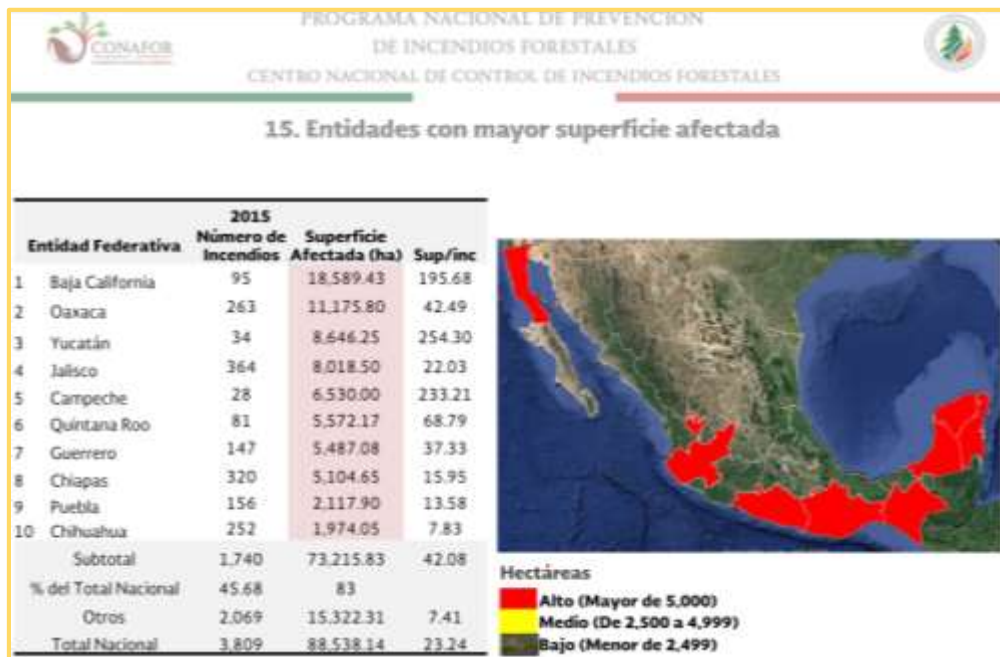 CONAFOR
PROGRAMA NACIONAL DE PREVENCIÓN
DE INCENDIOS FORESTALES
CENTRO NACIONAL DE CONTROL DE INCENDIOS FORESTALES
15. Entidades con mayor superficie afectada
2015
Entidad Federativa Número de Incendios Superficie Afectada (ha) Sup/inc
1 Baja California 95 18,589.43 195.68
2 Oaxaca 263 11,175.80 42.49
3 Yucatán 34 8,646.25 254.30
4 Jalisco 364 8,018.50 22.03
5 Campeche 28 6,530.00 233.21
6 Quintana Roo 81 5,572.17 68.79
7 Guerrero 147 5,487.08 37.33
8 Chiapas 320 5,104.65 15.95
9 Puebla 156 2,117.90 13.58
10 Chihuahua 252 1,974.05 7.83
Subtotal 1,740 73,215.83 42.08
% del Total Nacional 45.68 83
Otros 2,069 15,322.31 7.41
Total Nacional 3,809 88,538.14 23.24
Hectáreas
Alto (Mayor de 5,000)
Medio (De 2,500 a 4,999)
Bajo (Menor de 2,499)